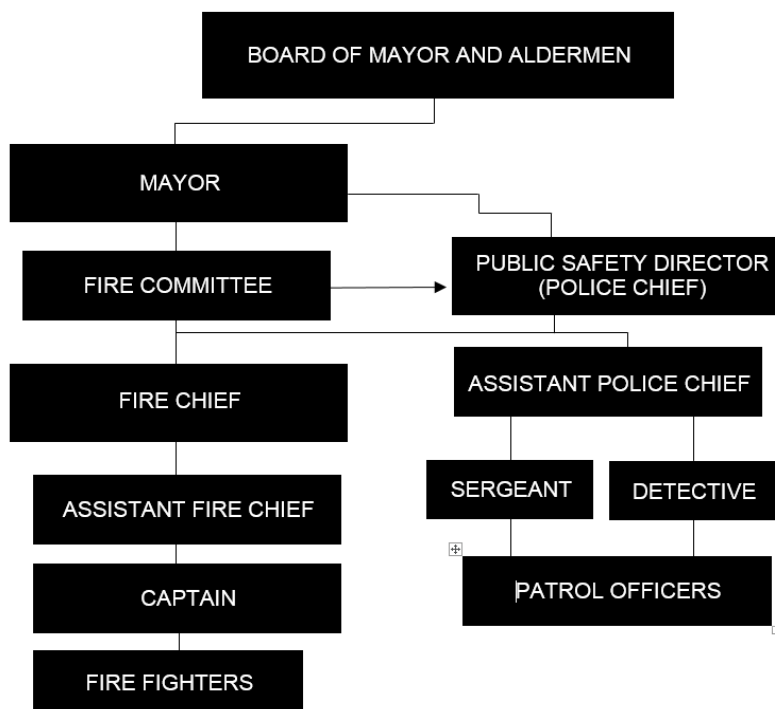 BOARD OF MAYOR AND ALDERMEN
MAYOR
FIRE COMMITTEE
PUBLIC SAFETY DIRECTOR
(POLICE CHIEF)
FIRE CHIEF
ASSISTANT POLICE CHIEF
ASSISTANT FIRE CHIEF
SERGEANT
DETECTIVE
CAPTAIN
PATROL OFFICERS
FIRE FIGHTERS